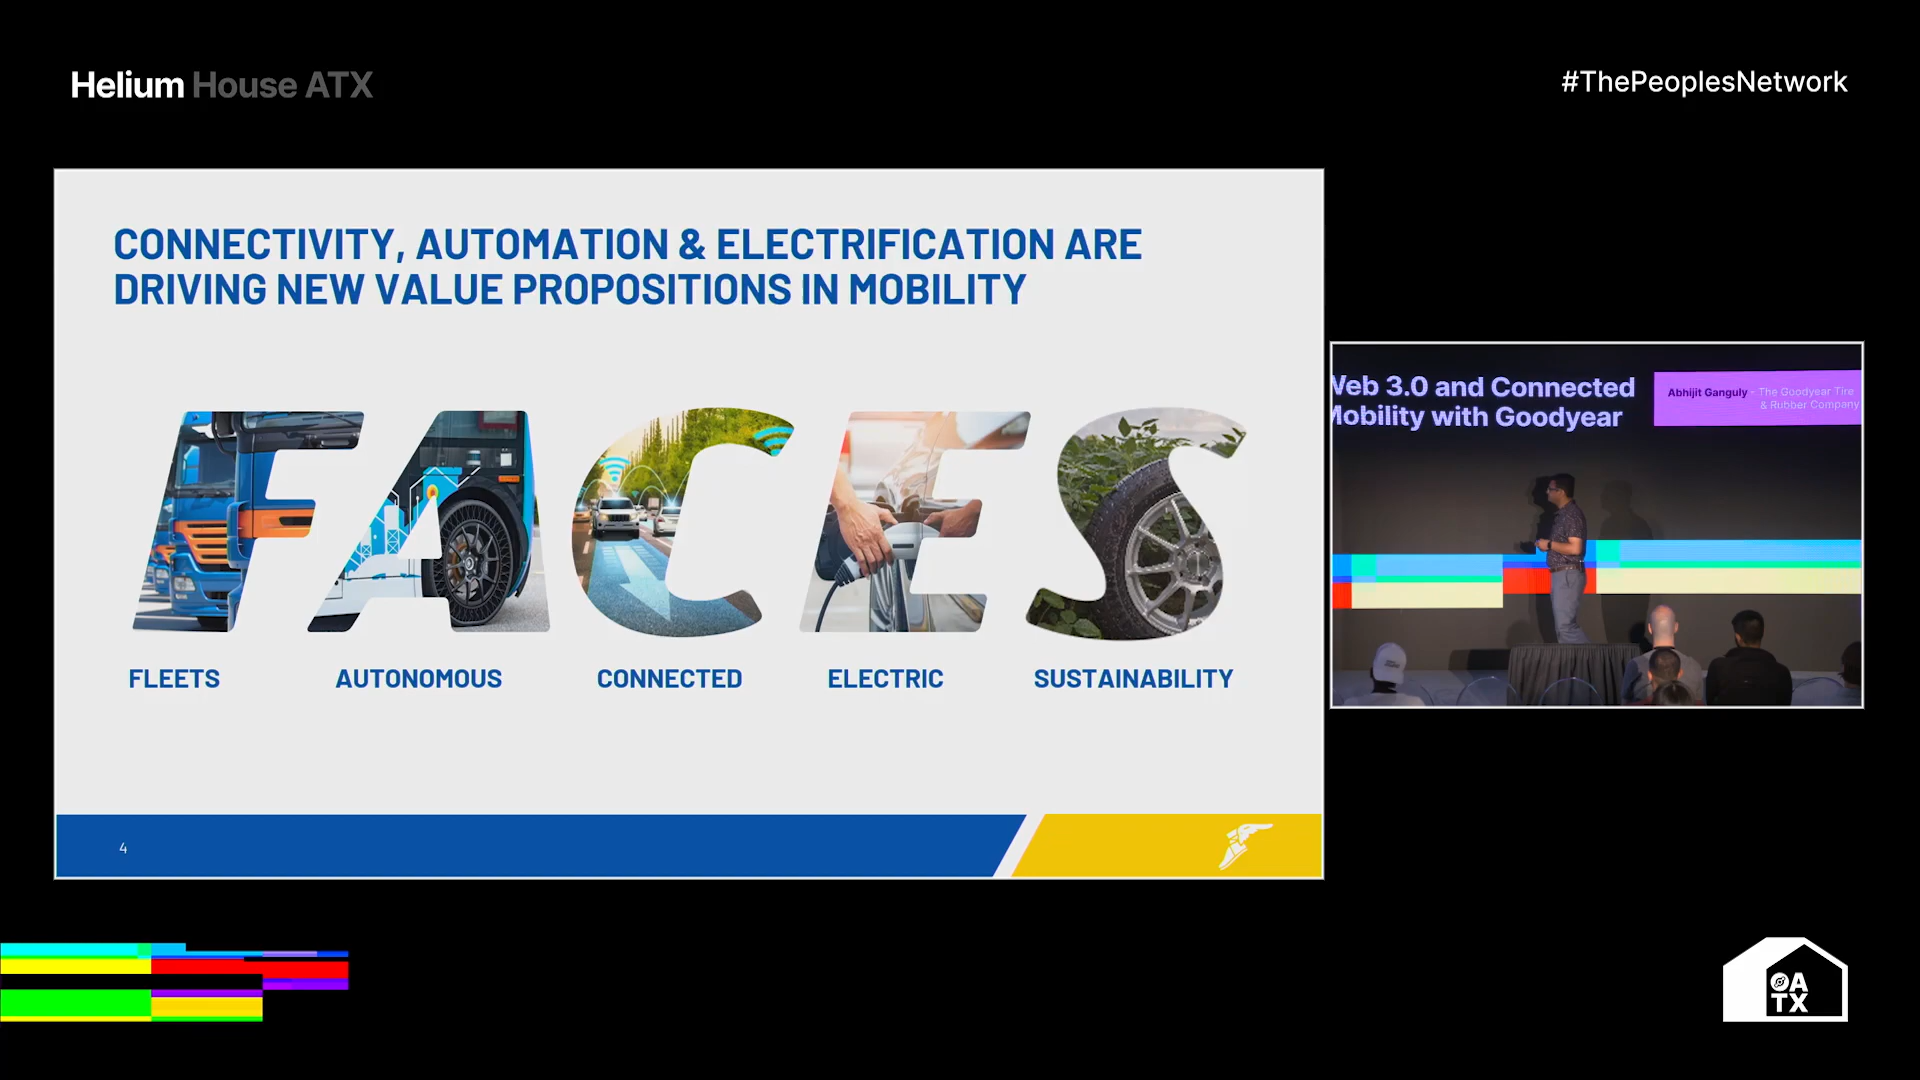 Helium House ATX
#ThePeoplesNetwork
CONNECTIVITY, AUTOMATION & ELECTRIFICATION ARE
DRIVING NEW VALUE PROPOSITIONS IN MOBILITY
FACES
FLEETS
AUTONOMOUS
CONNECTED
ELECTRIC
SUSTAINABILITY
4
Web 3.0 and Connected
Mobility with Goodyear
Abhijit Ganguly - The Goodyear Tire
& Rubber Company
ATX